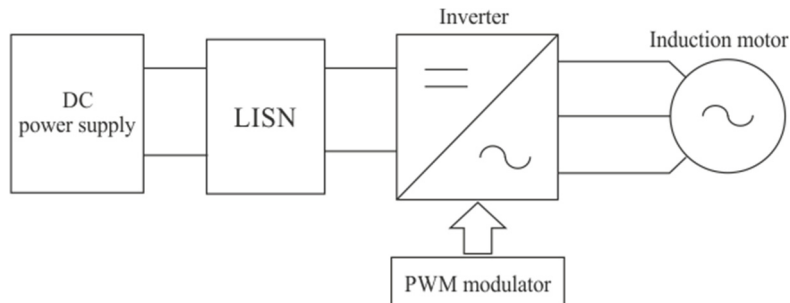 Inverter
Induction motor
DC
power supply
LISN
PWM modulator